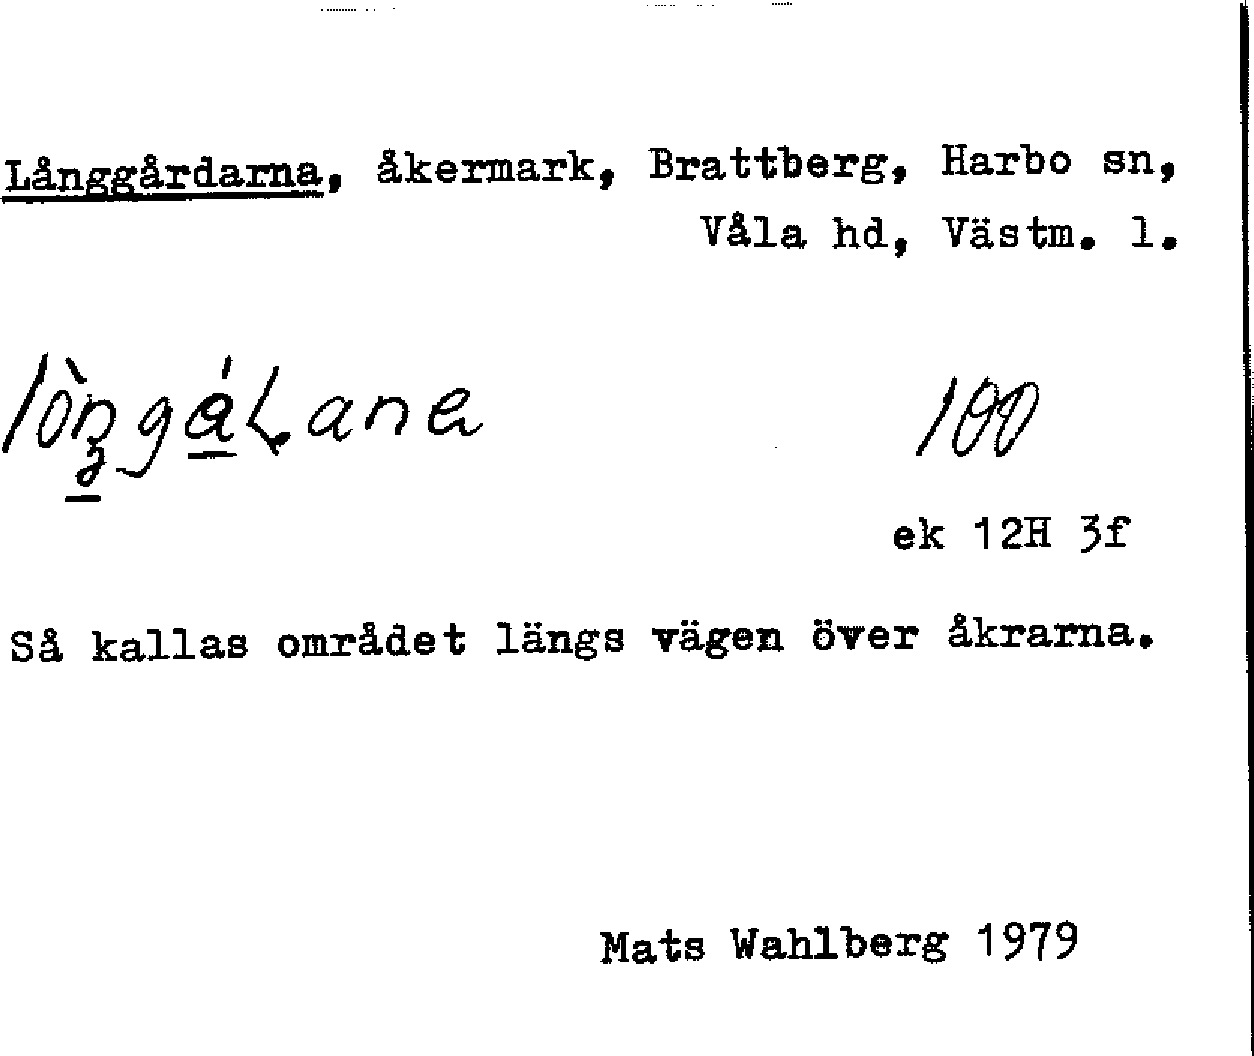 Långgårdarna, åkermark, Brattberg, Harbo sn,
Våla hd, Västm. l.
100
ek 12H 3f
Så kallas området längs vägen över åkrarna.
Mats Wahlberg 1979